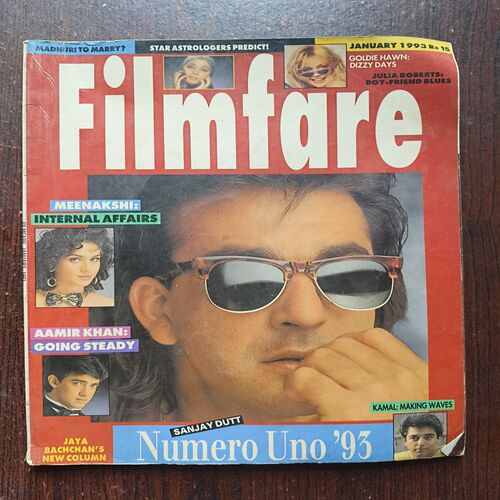 MADHURI TO MARRY?
STAR ASTROLOGERS PREDICT!
JANUARY 1993 Rs 15
GOLDIE HAWN:
DIZZY DAYS
JULIA ROBERTS:
BOY-FRIEND BLUES
Filmfare
MEENAKSHI:
INTERNAL AFFAIRS
AAMIR KHAN:
GOING STEADY
JAYA
BACHCHAN'S
NEW COLUMN
SANJAY DUTT
Numero Uno '93
KAMAL: MAKING WAVES